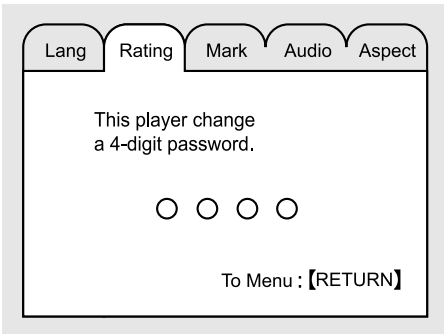 Lang Rating Mark Audio Aspect
This player change
a 4-digit password.
To Menu :【RETURN】